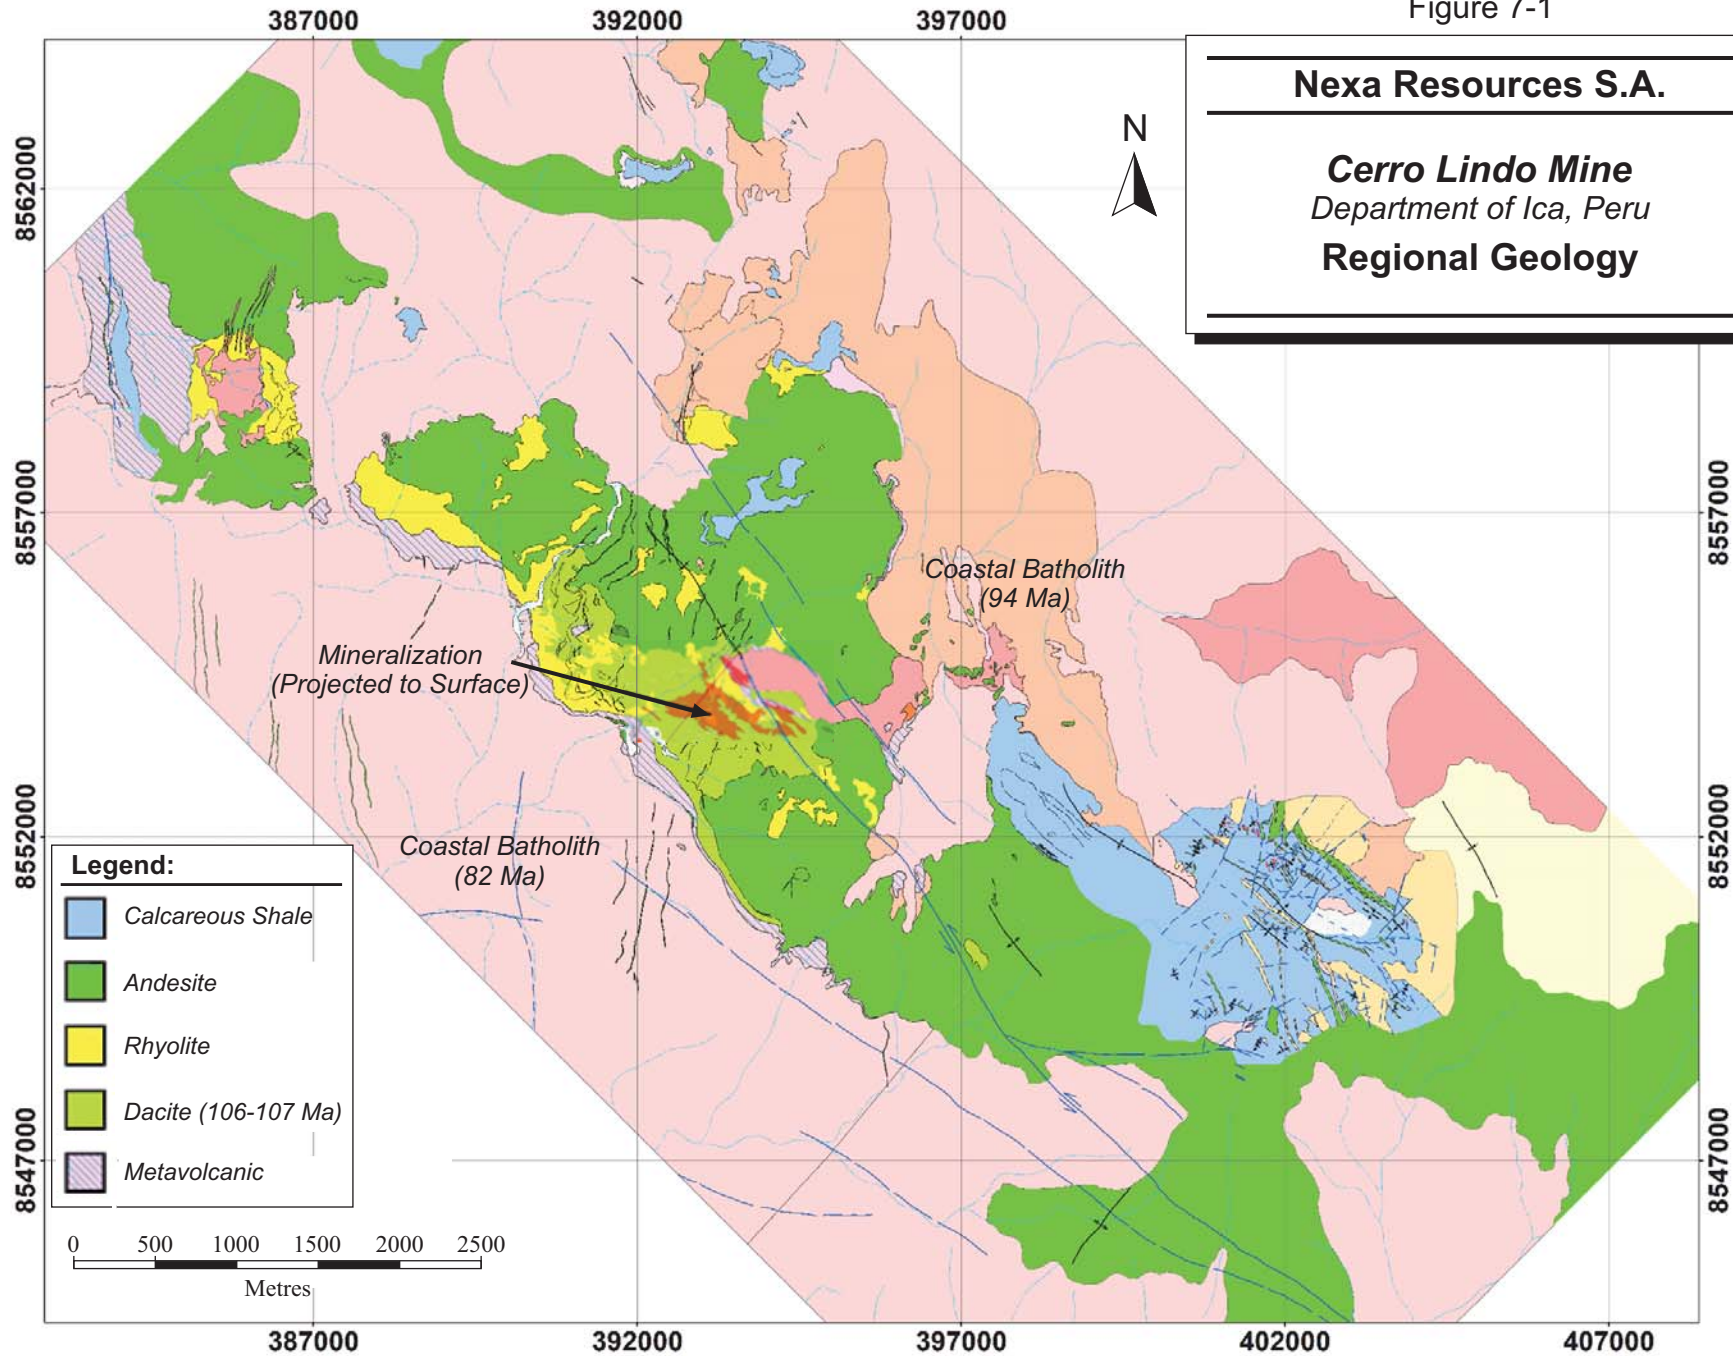 Figure 7-1
387000
392000
397000
Nexa Resources S.A.
Cerro Lindo Mine
Department of Ica, Peru
Regional Geology
N
8562000
8557000
8557000
Coastal Batholith
(94 Ma)
Mineralization
(Projected to Surface)
8552000
8552000
Coastal Batholith
(82 Ma)
Legend:
Calcareous Shale
Andesite
Rhyolite
Dacite (106-107 Ma)
Metavolcanic
8547000
8547000
0 500 1000 1500 2000 2500
Metres
387000
392000
397000
402000
407000